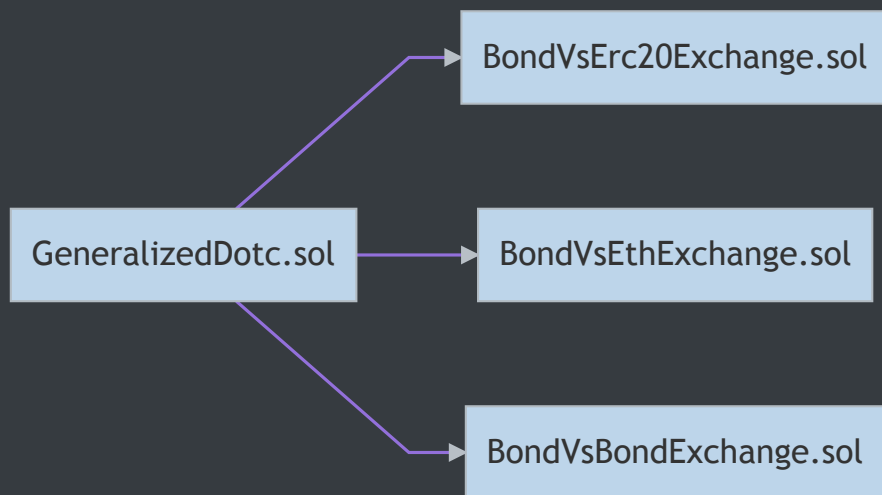 BondVsErc20Exchange.sol
GeneralizedDotc.sol
BondVsEthExchange.sol
BondVsBondExchange.sol